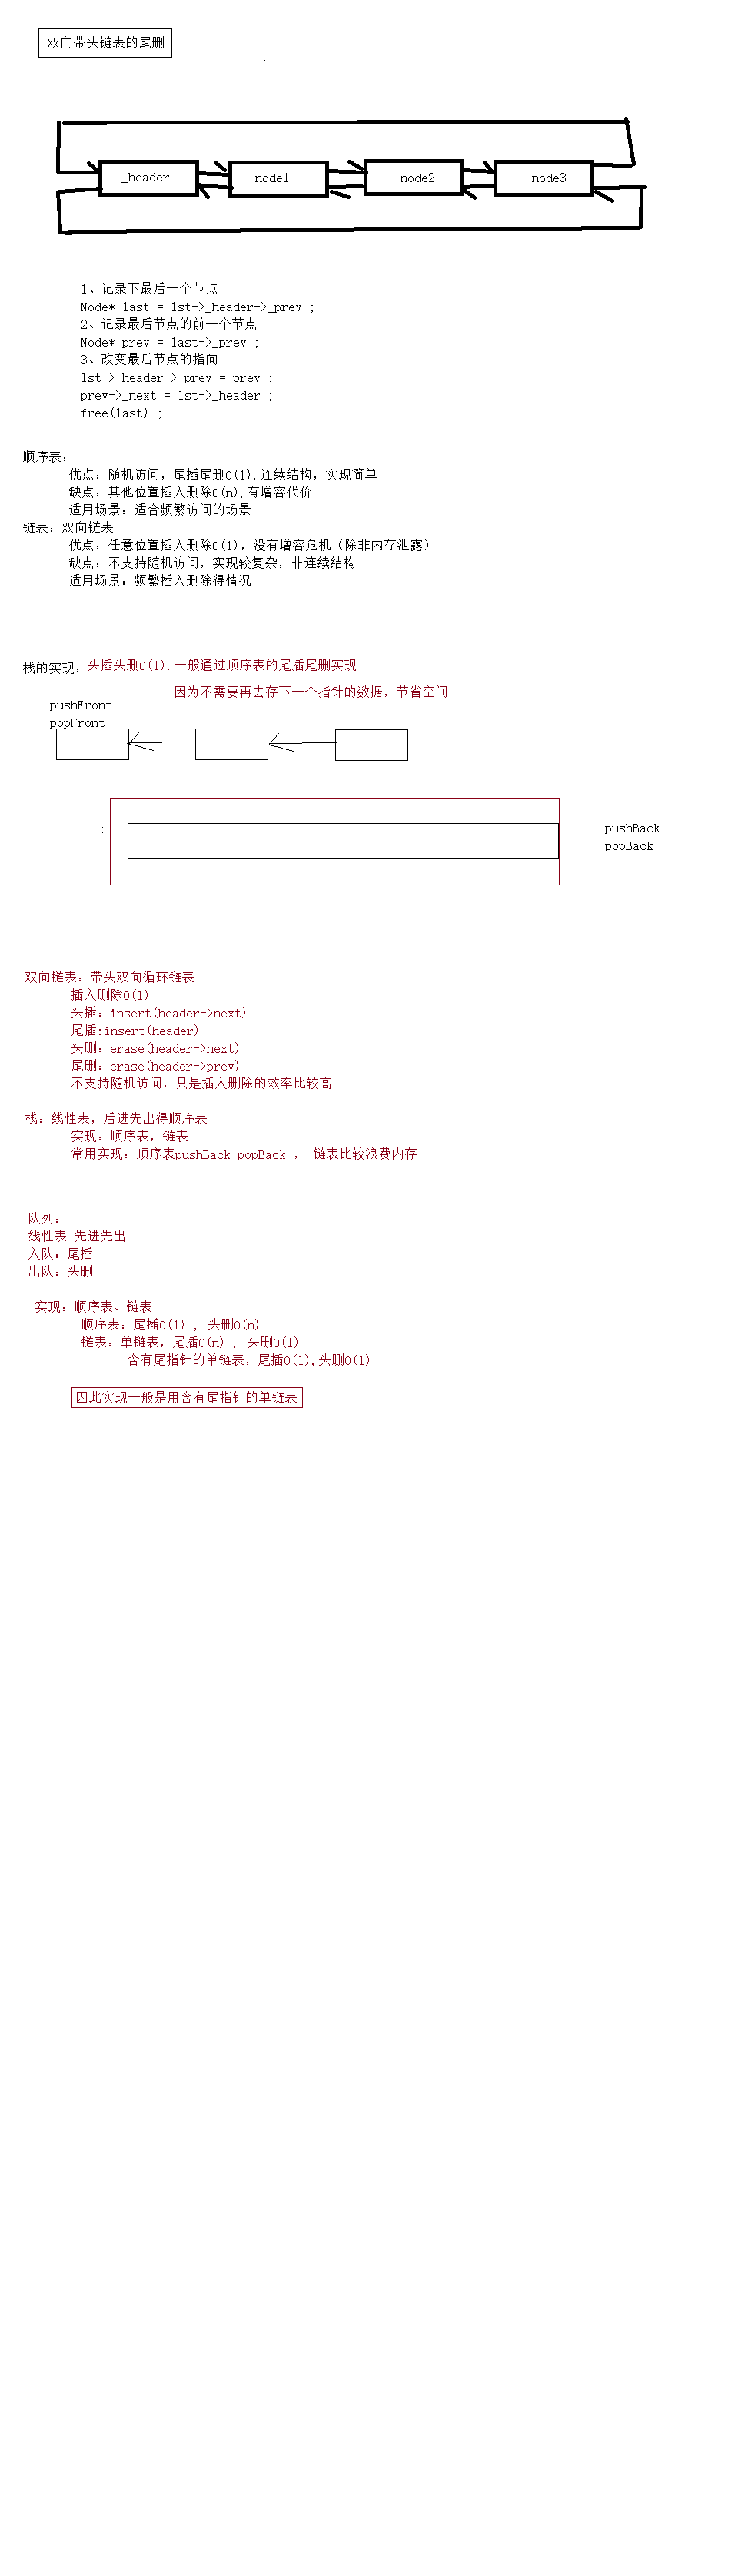 双向带头链表的尾删
_header
node1
node2
node3
1、记录下最后一个节点
Node* last = lst->_header->_prev ;
2、记录最后节点的前一个节点
Node* prev = last->_prev ;
3、改变最后节点的指向
lst->_header->_prev = prev ;
prev->_next = lst->_header ;
free(last) ;
顺序表：
优点：随机访问，尾插尾删O(1),连续结构，实现简单
缺点：其他位置插入删除O(n),有增容代价
适用场景：适合频繁访问的场景
链表：双向链表
优点：任意位置插入删除O(1)，没有增容危机（除非内存泄露）
缺点：不支持随机访问，实现较复杂，非连续结构
适用场景：频繁插入删除得情况
栈的实现：头插头删O(1).一般通过顺序表的尾插尾删实现
因为不需要再去存下一个指针的数据，节省空间
pushFront
popFront
:
pushBack
popBack
双向链表：带头双向循环链表
插入删除O(1)
头插：insert(header->next)
尾插:insert(header)
头删：erase(header->next)
尾删：erase(header->prev)
不支持随机访问，只是插入删除的效率比较高
栈：线性表，后进先出得顺序表
实现：顺序表，链表
常用实现：顺序表pushBack popBack ， 链表比较浪费内存
队列：
线性表 先进先出
入队：尾插
出队：头删
实现：顺序表、链表
顺序表：尾插O(1) , 头删O(n)
链表：单链表，尾插O(n) , 头删O(1)
含有尾指针的单链表，尾插O(1),头删O(1)
因此实现一般是用含有尾指针的单链表